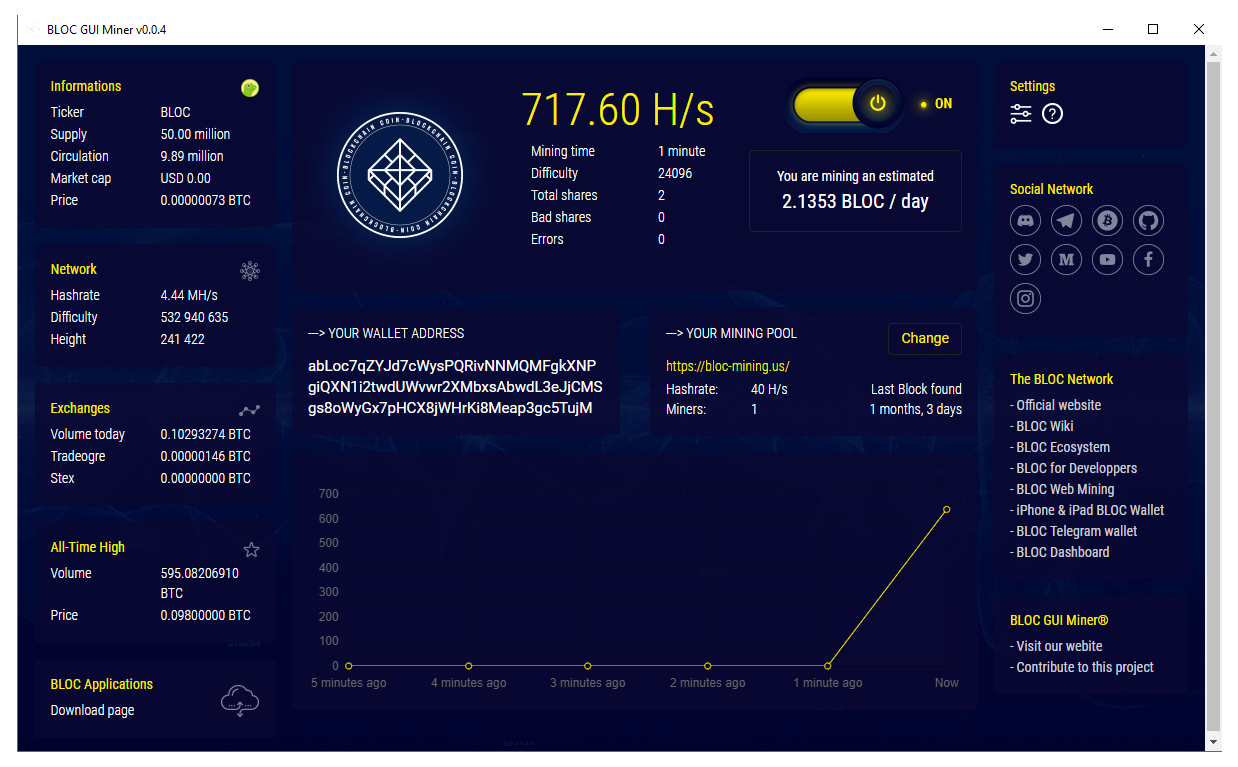 BLOC GUI Miner v0.0.4
Informations
Ticker BLOC
Supply 50.00 million
Circulation 9.89 million
Market cap USD 0.00
Price 0.00000073 BTC
Network
Hashrate 4.44 MH/s
Difficulty 532 940 635
Height 241 422
Exchanges
Volume today 0.10293274 BTC
Tradeogre 0.00000146 BTC
Stex 0.00000000 BTC
All-Time High
Volume 595.08206910
BTC
Price 0.09800000 BTC
BLOC Applications
Download page
BLOCKCHAIN COIN·BLOCKCHAIN COIN·
717.60 H/s
Mining time 1 minute
Difficulty 24096
Total shares 2
Bad shares 0
Errors 0
ON
You are mining an estimated
2.1353 BLOC / day
---> YOUR WALLET ADDRESS
abLoc7qZYJd7cWysPQRivNNMQMFgkXNP
giQXN1i2twdUWvwr2XMbxsAbwdL3eJjCMS
gs8oWyGx7pHCX8jWHrKi8Meap3gc5TujM
---> YOUR MINING POOL
Change
https://bloc-mining.us/
Hashrate: 40 H/s Last Block found
Miners: 1 1 months, 3 days
700
600
500
400
300
200
100
0
5 minutes ago 4 minutes ago 3 minutes ago 2 minutes ago 1 minute ago Now
Settings
Social Network
The BLOC Network
- Official website
- BLOC Wiki
- BLOC Ecosystem
- BLOC for Developpers
- BLOC Web Mining
- iPhone & iPad BLOC Wallet
- BLOC Telegram wallet
- BLOC Dashboard
BLOC GUI Miner®
- Visit our webite
- Contribute to this project